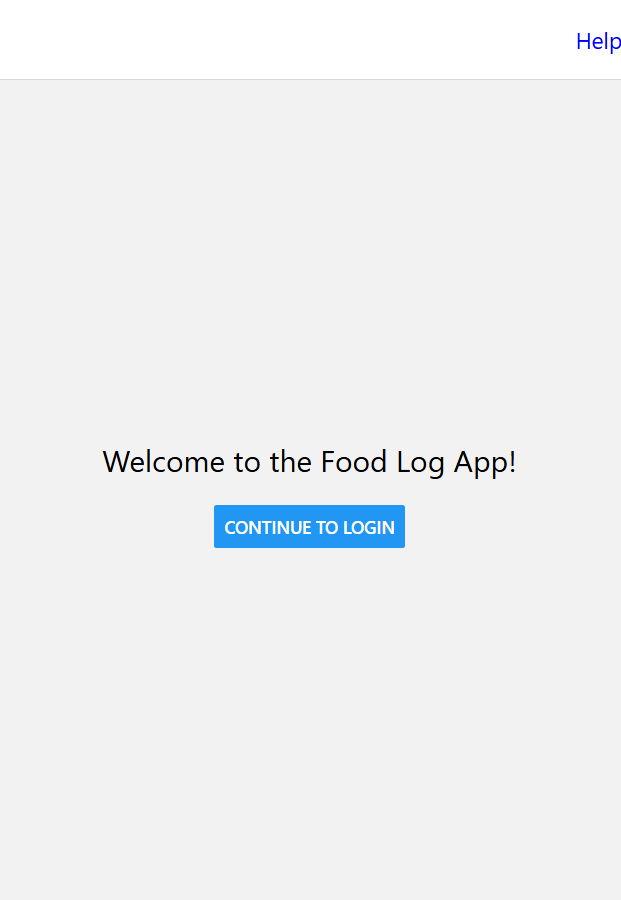 Help
Welcome to the Food Log App!
CONTINUE TO LOGIN